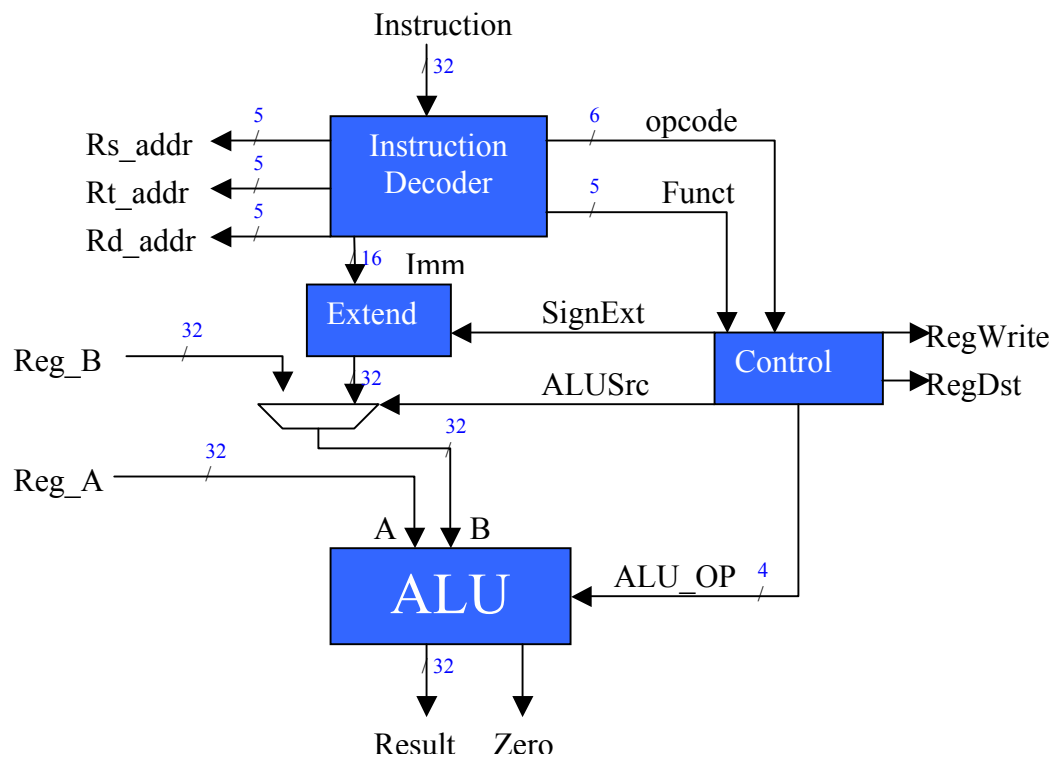 Instruction
32
5
6
opcode
Rs_addr
Instruction
Decoder
5
5
Funct
Rt_addr
5
Rd_addr
16
Imm
Extend
SignExt
RegWrite
32
Reg_B
Control
32
ALUSrc
RegDst
32
32
Reg_A
A
B
ALU
ALU_OP
4
32
Result
Zero